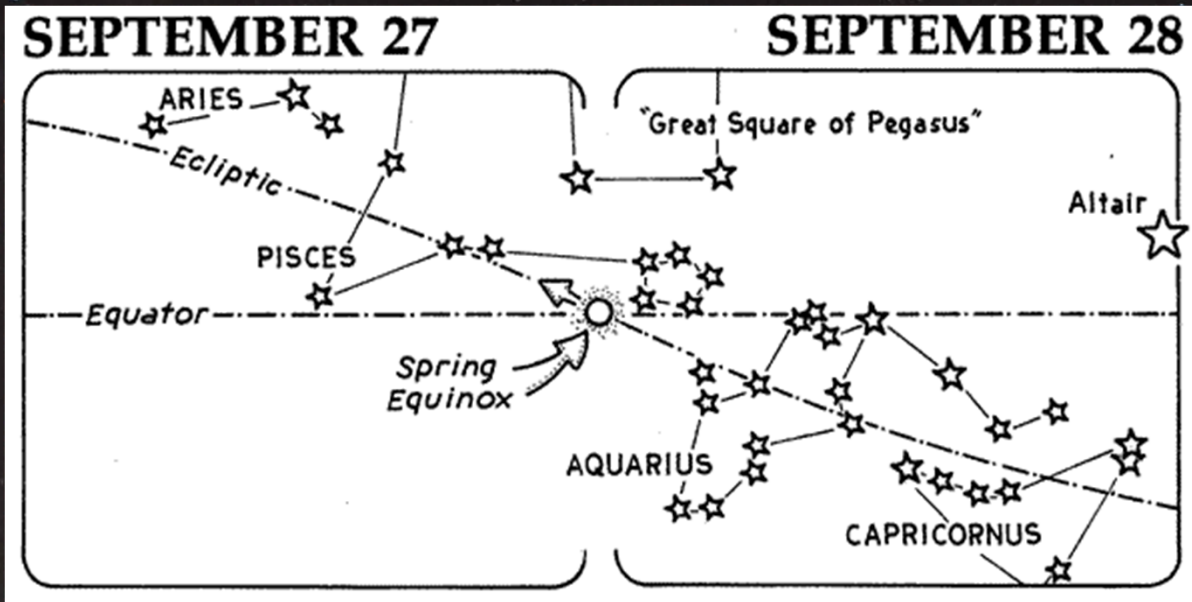 SEPTEMBER 27
SEPTEMBER 28
ARIES
"Great Square of Pegasus"
Ecliptic
Altair
PISCES
Equator
Spring
Equinox
AQUARIUS
CAPRICORNUS